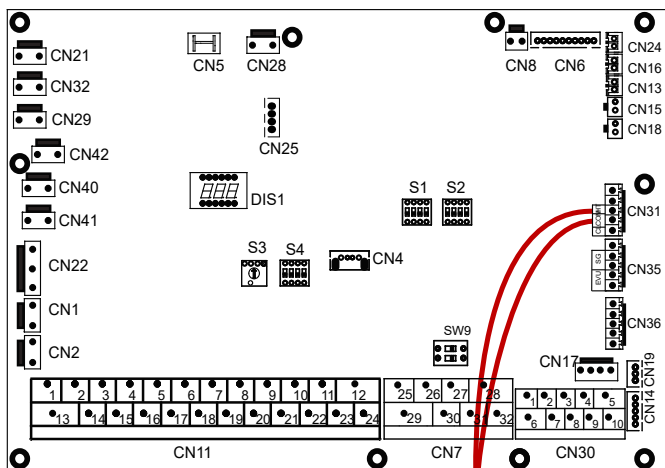 CN21
CN32
CN29
CN42
CN40
CN41
CN22
CN1
CN2
CN5
CN28
CN25
DIS1
S1 S2
S3 S4
CN4
SW9
CN8 CN6
CN24
CN16
CN13
CN15
CN18
CN31
CN35
SG
EVU
CN36
CN17
CN19
CN14
1 2 3 4 5 6 7 8 9 10 11 12
13 14 15 16 17 18 19 20 21 22 23 24
CN11
25 26 27 28
29 30 31 32
CN7
1 2 3 4 5
6 7 8 9 10
CN30